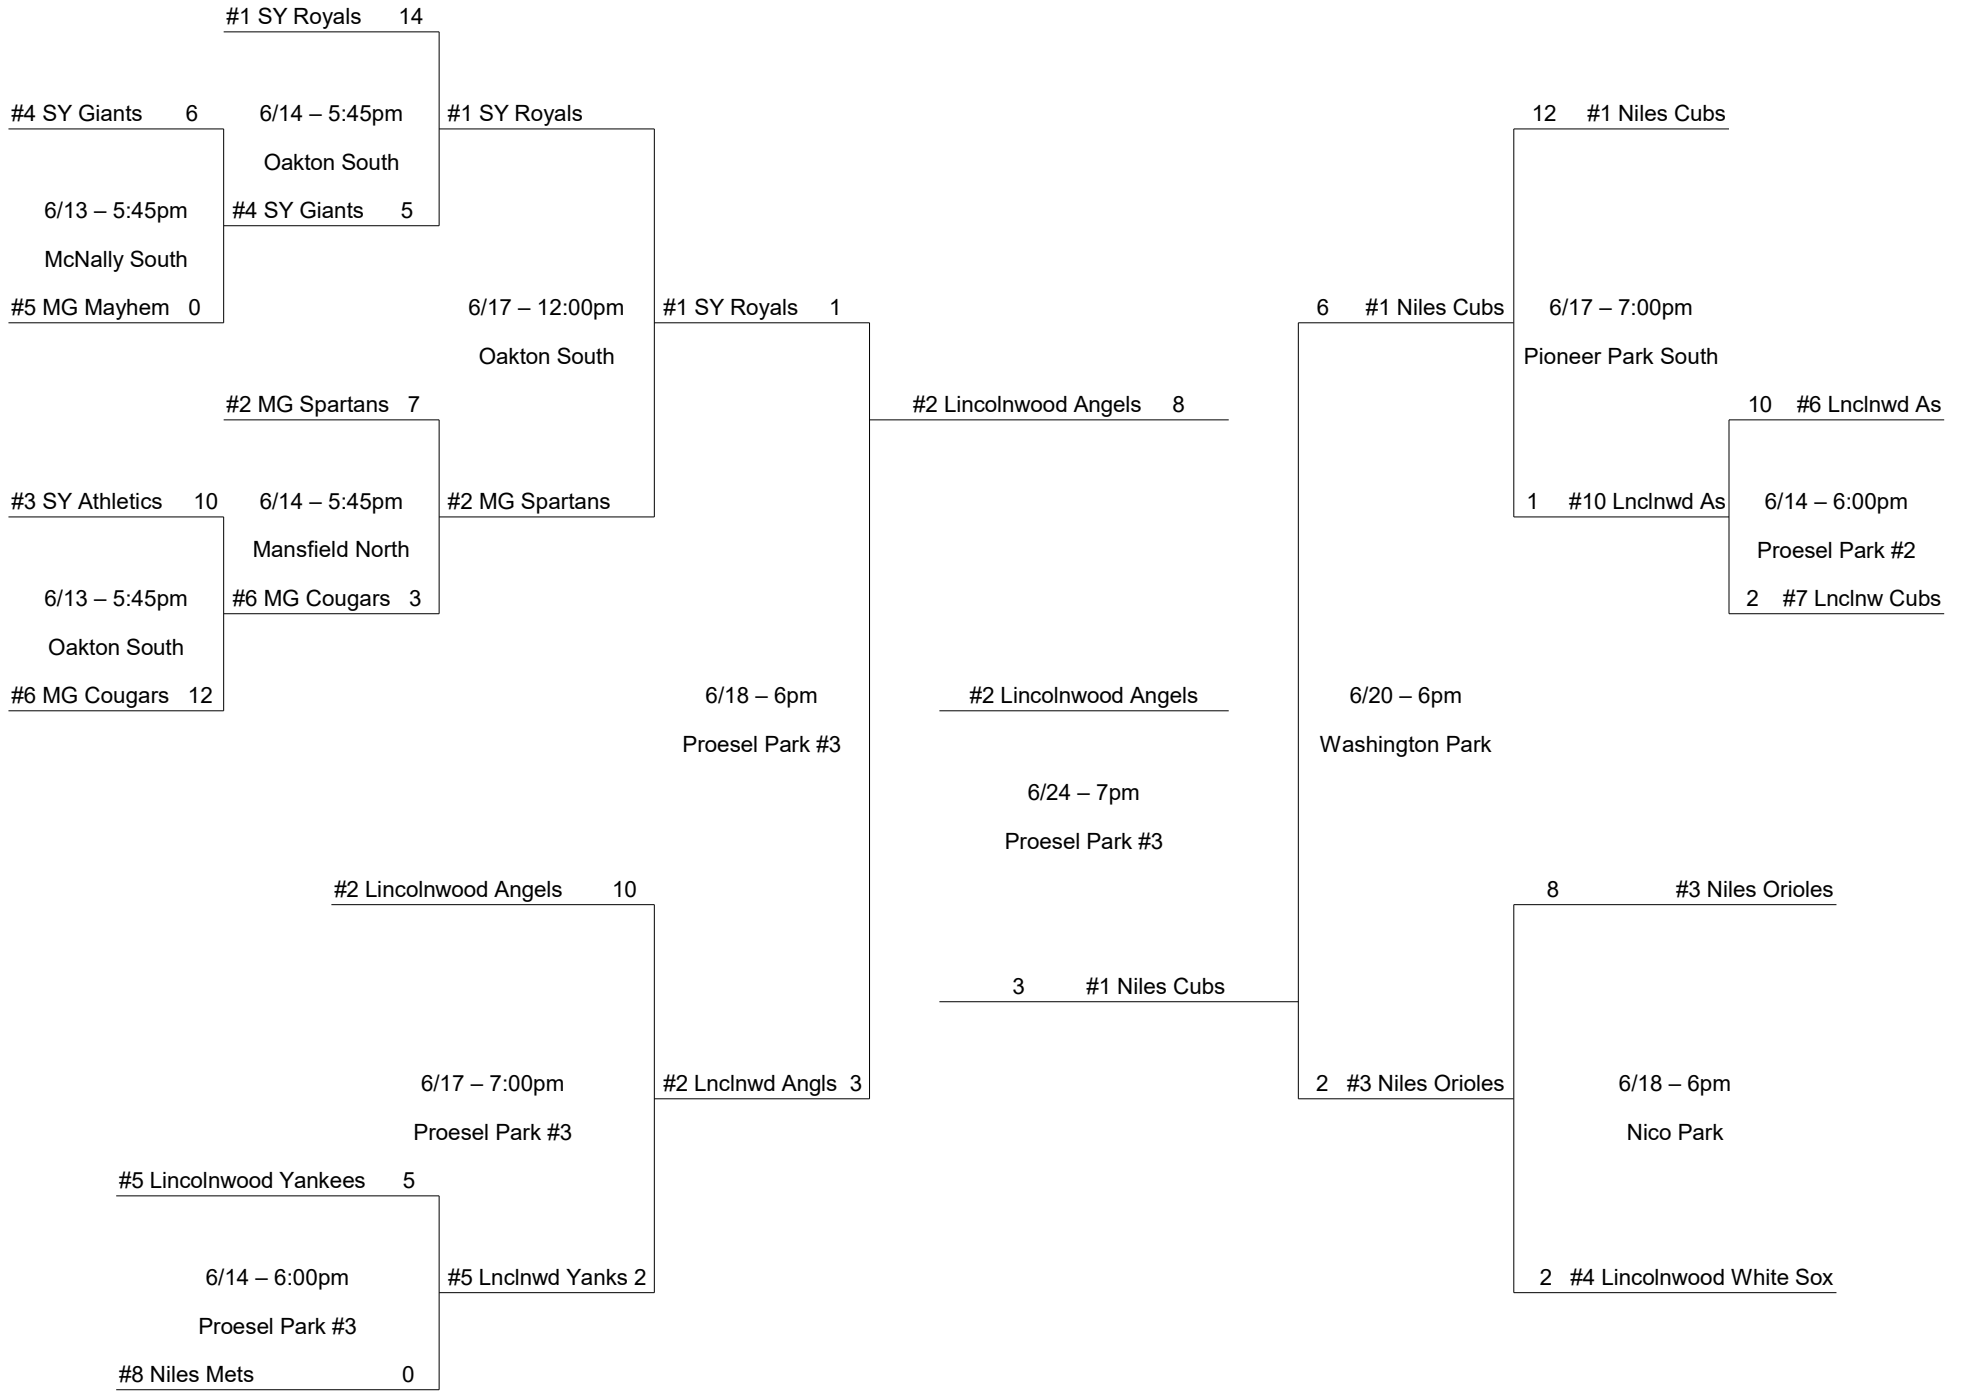 #1 SY Royals 14
#4 SY Giants 6
6/14 – 5:45pm
#1 SY Royals
12 #1 Niles Cubs
Oakton South
6/13 – 5:45pm
#4 SY Giants 5
McNally South
#5 MG Mayhem 0
6/17 – 12:00pm
#1 SY Royals 1
6 #1 Niles Cubs
6/17 – 7:00pm
Oakton South
Pioneer Park South
#2 MG Spartans 7
#2 Lincolnwood Angels 8
10 #6 Lnclnwd As
#3 SY Athletics 10
6/14 – 5:45pm
#2 MG Spartans
1 #10 Lnclnwd As
6/14 – 6:00pm
Mansfield North
Proesel Park #2
6/13 – 5:45pm
#6 MG Cougars 3
2 #7 Lnclnw Cubs
Oakton South
#6 MG Cougars 12
6/18 – 6pm
#2 Lincolnwood Angels
6/20 – 6pm
Proesel Park #3
Washington Park
6/24 – 7pm
Proesel Park #3
#2 Lincolnwood Angels 10
8 #3 Niles Orioles
3 #1 Niles Cubs
6/17 – 7:00pm
#2 Lnclnwd Angls 3
2 #3 Niles Orioles
6/18 – 6pm
Proesel Park #3
Nico Park
#5 Lincolnwood Yankees 5
6/14 – 6:00pm
#5 Lnclnwd Yanks 2
2 #4 Lincolnwood White Sox
Proesel Park #3
#8 Niles Mets 0